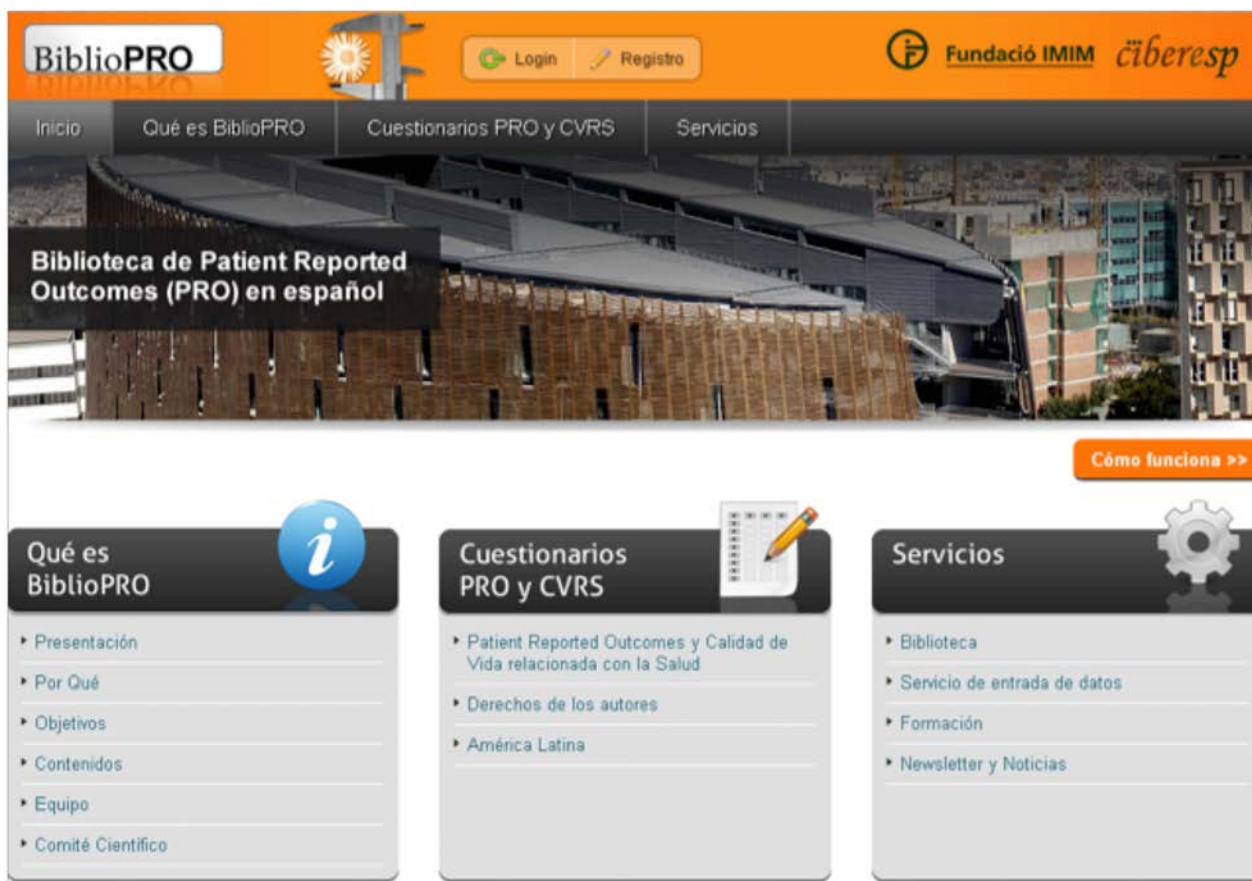 BiblioPRO
Login
Registro
Fundació IMIM
ciberesp
Inicio
Qué es BiblioPRO
Cuestionarios PRO y CVRS
Servicios
Biblioteca de Patient Reported
Outcomes (PRO) en español
Cómo funciona >>
Qué es
BiblioPRO
Presentación
Por Qué
Objetivos
Contenidos
Equipo
Comité Científico
Cuestionarios
PRO y CVRS
Patient Reported Outcomes y Calidad de
Vida relacionada con la Salud
Derechos de los autores
América Latina
Servicios
Biblioteca
Servicio de entrada de datos
Formación
Newsletter y Noticias